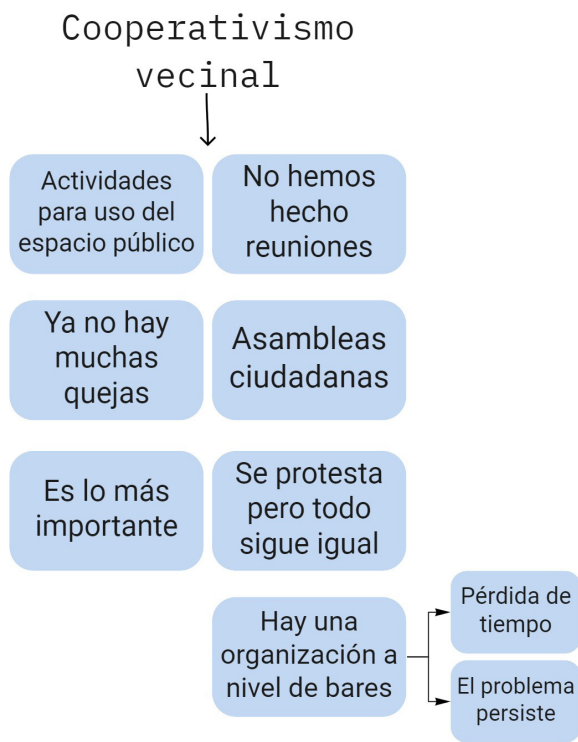 Cooperativismo
vecinal
Actividades
para uso del
espacio público
No hemos
hecho
reuniones
Ya no hay
muchas
quejas
Asambleas
ciudadanas
Es lo más
importante
Se protesta
pero todo
sigue igual
Hay una
organización a
nivel de bares
Pérdida de
tiempo
El problema
persiste